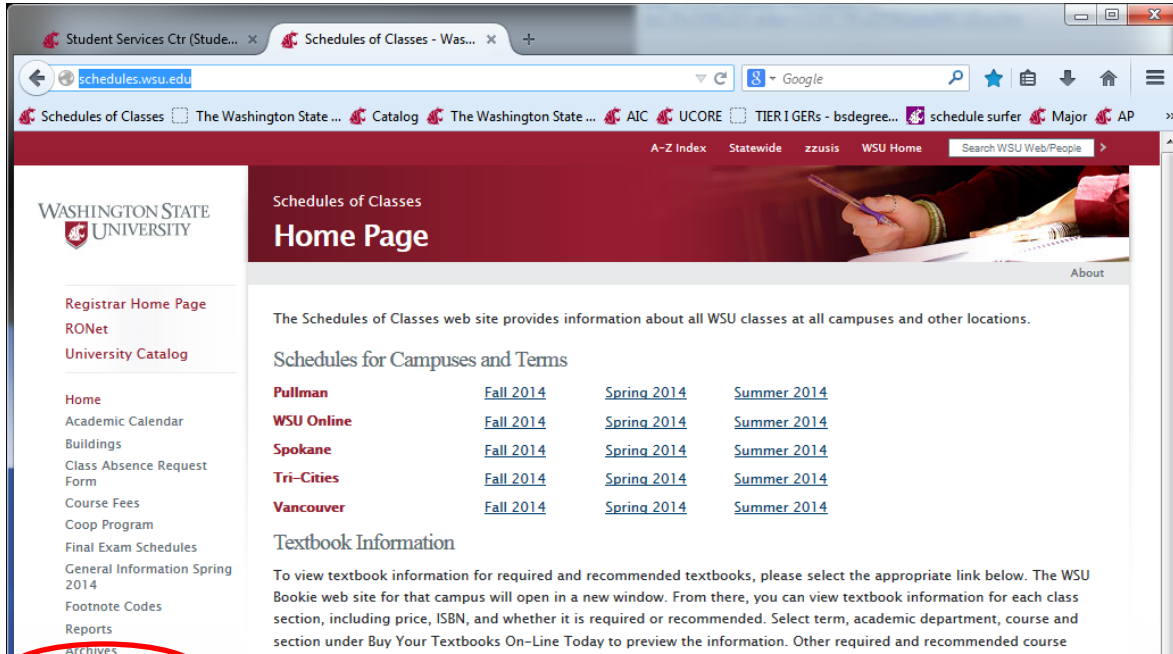 Student Services Ctr (Stude...
Schedules of Classes - Was...
schedules.wsu.edu
Google
Schedules of Classes The Washington State ... Catalog The Washington State ... AIC UCORE TIER I GERs - bsdegree... schedule surfer Major AP
A-Z Index Statewide zzusis WSU Home Search WSU Web/People
WASHINGTON STATE
UNIVERSITY
Schedules of Classes
Home Page
About
Registrar Home Page
RONet
University Catalog
Home
Academic Calendar
Buildings
Class Absence Request
Form
Course Fees
Coop Program
Final Exam Schedules
General Information Spring
2014
Footnote Codes
Reports
Archives
The Schedules of Classes web site provides information about all WSU classes at all campuses and other locations.
Schedules for Campuses and Terms
Pullman Fall 2014 Spring 2014 Summer 2014
WSU Online Fall 2014 Spring 2014 Summer 2014
Spokane Fall 2014 Spring 2014 Summer 2014
Tri-Cities Fall 2014 Spring 2014 Summer 2014
Vancouver Fall 2014 Spring 2014 Summer 2014
Textbook Information
To view textbook information for required and recommended textbooks, please select the appropriate link below. The WSU
Bookie web site for that campus will open in a new window. From there, you can view textbook information for each class
section, including price, ISBN, and whether it is required or recommended. Select term, academic department, course and
section under Buy Your Textbooks On-Line Today to preview the information. Other required and recommended course